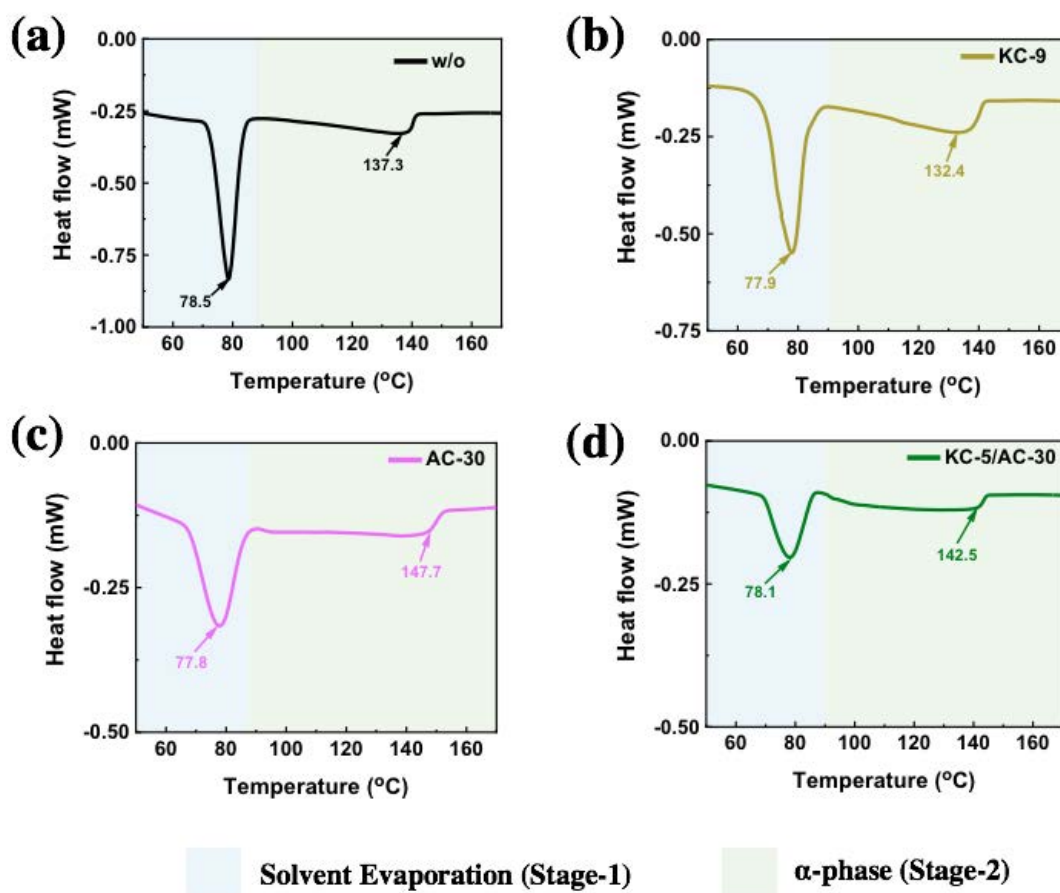 (a)
0.00
-0.25
-0.50
-0.75
-1.00
Heat flow (mW)
w/o
137.3
78.5
60 80 100 120 140 160
Temperature (°C)
(b)
0.00
-0.25
-0.50
-0.75
Heat flow (mW)
KC-9
132.4
77.9
60 80 100 120 140 160
Temperature (°C)
(c)
0.00
-0.25
-0.50
Heat flow (mW)
AC-30
147.7
77.8
60 80 100 120 140 160
Temperature (°C)
(d)
0.00
-0.25
-0.50
Heat flow (mW)
KC-5/AC-30
142.5
78.1
60 80 100 120 140 160
Temperature (°C)
Solvent Evaporation (Stage-1)
α-phase (Stage-2)